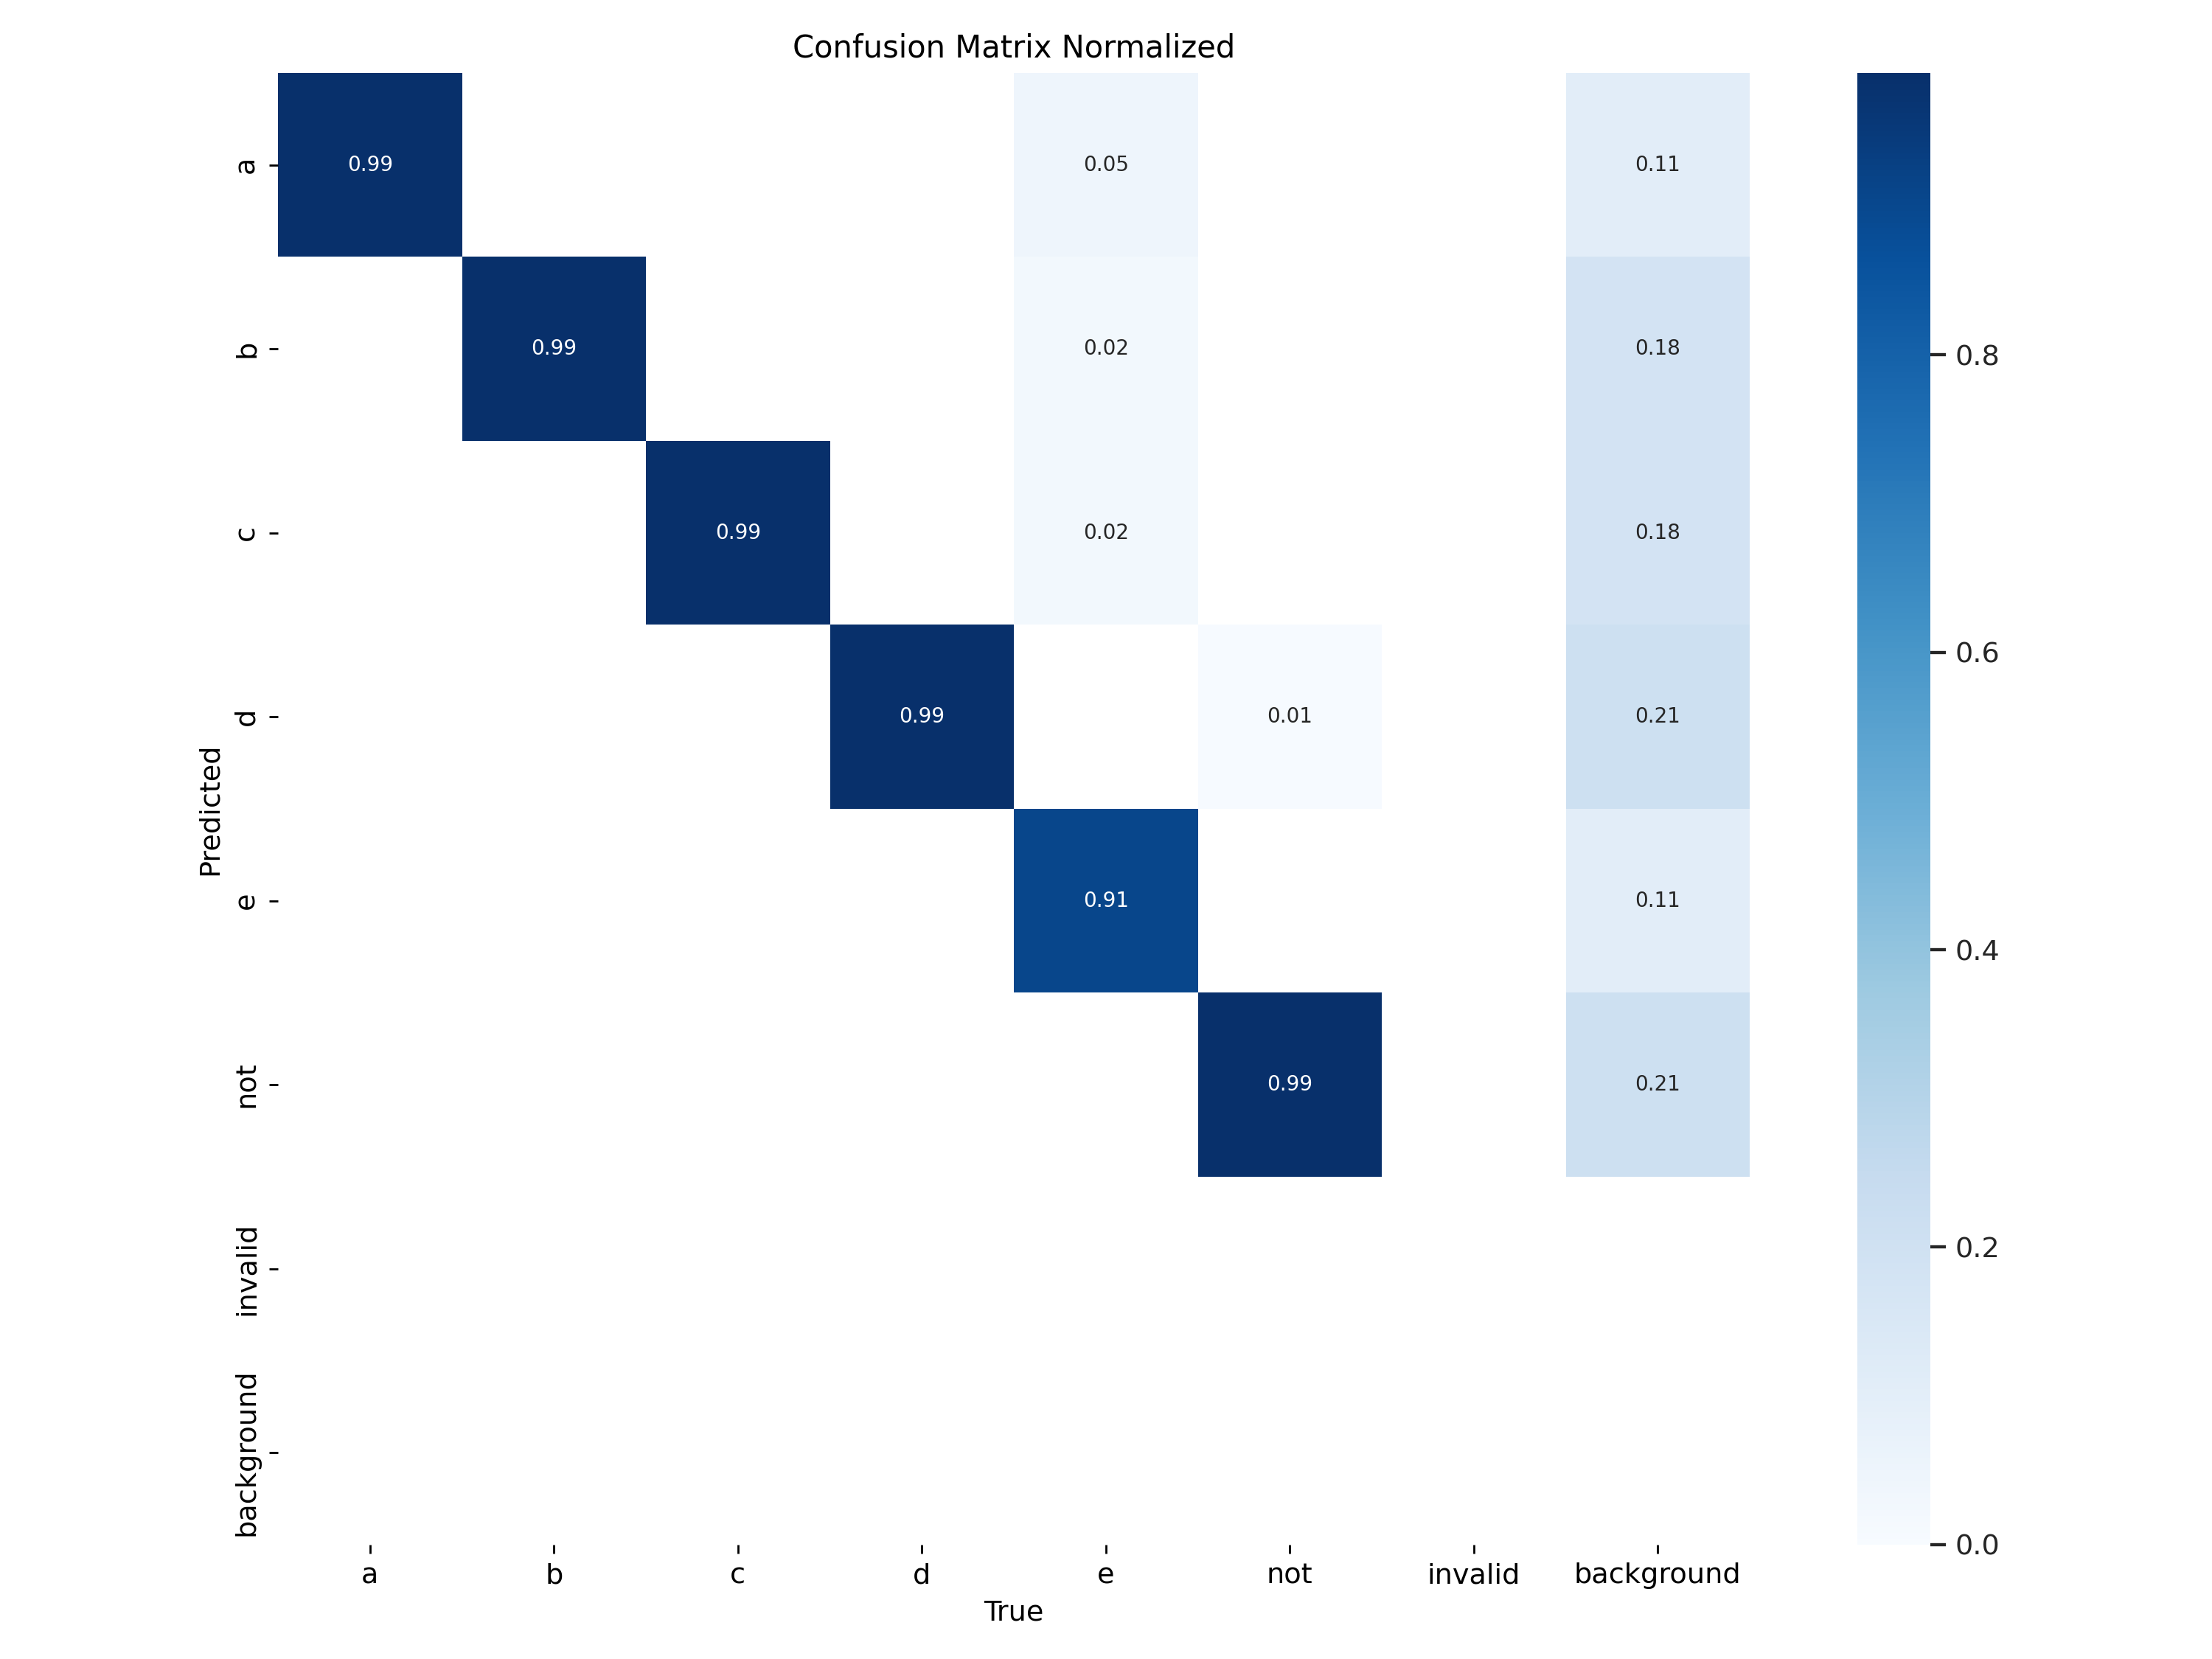 Confusion Matrix Normalized
a 0.99 0.05 0.11
b 0.99 0.02 0.18
0.8
c 0.99 0.02 0.18
0.6
d 0.99 0.01 0.21
Predicted
e 0.91 0.11
0.4
not 0.99 0.21
invalid
0.2
background
0.0
a b c d e not invalid background
True